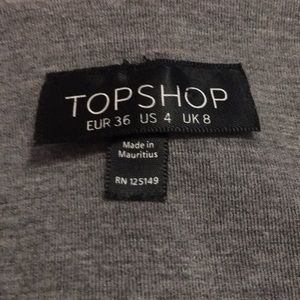 TOPSHOP
EUR 36 US 4 UK 8
Made in
Mauritius
RN 125149